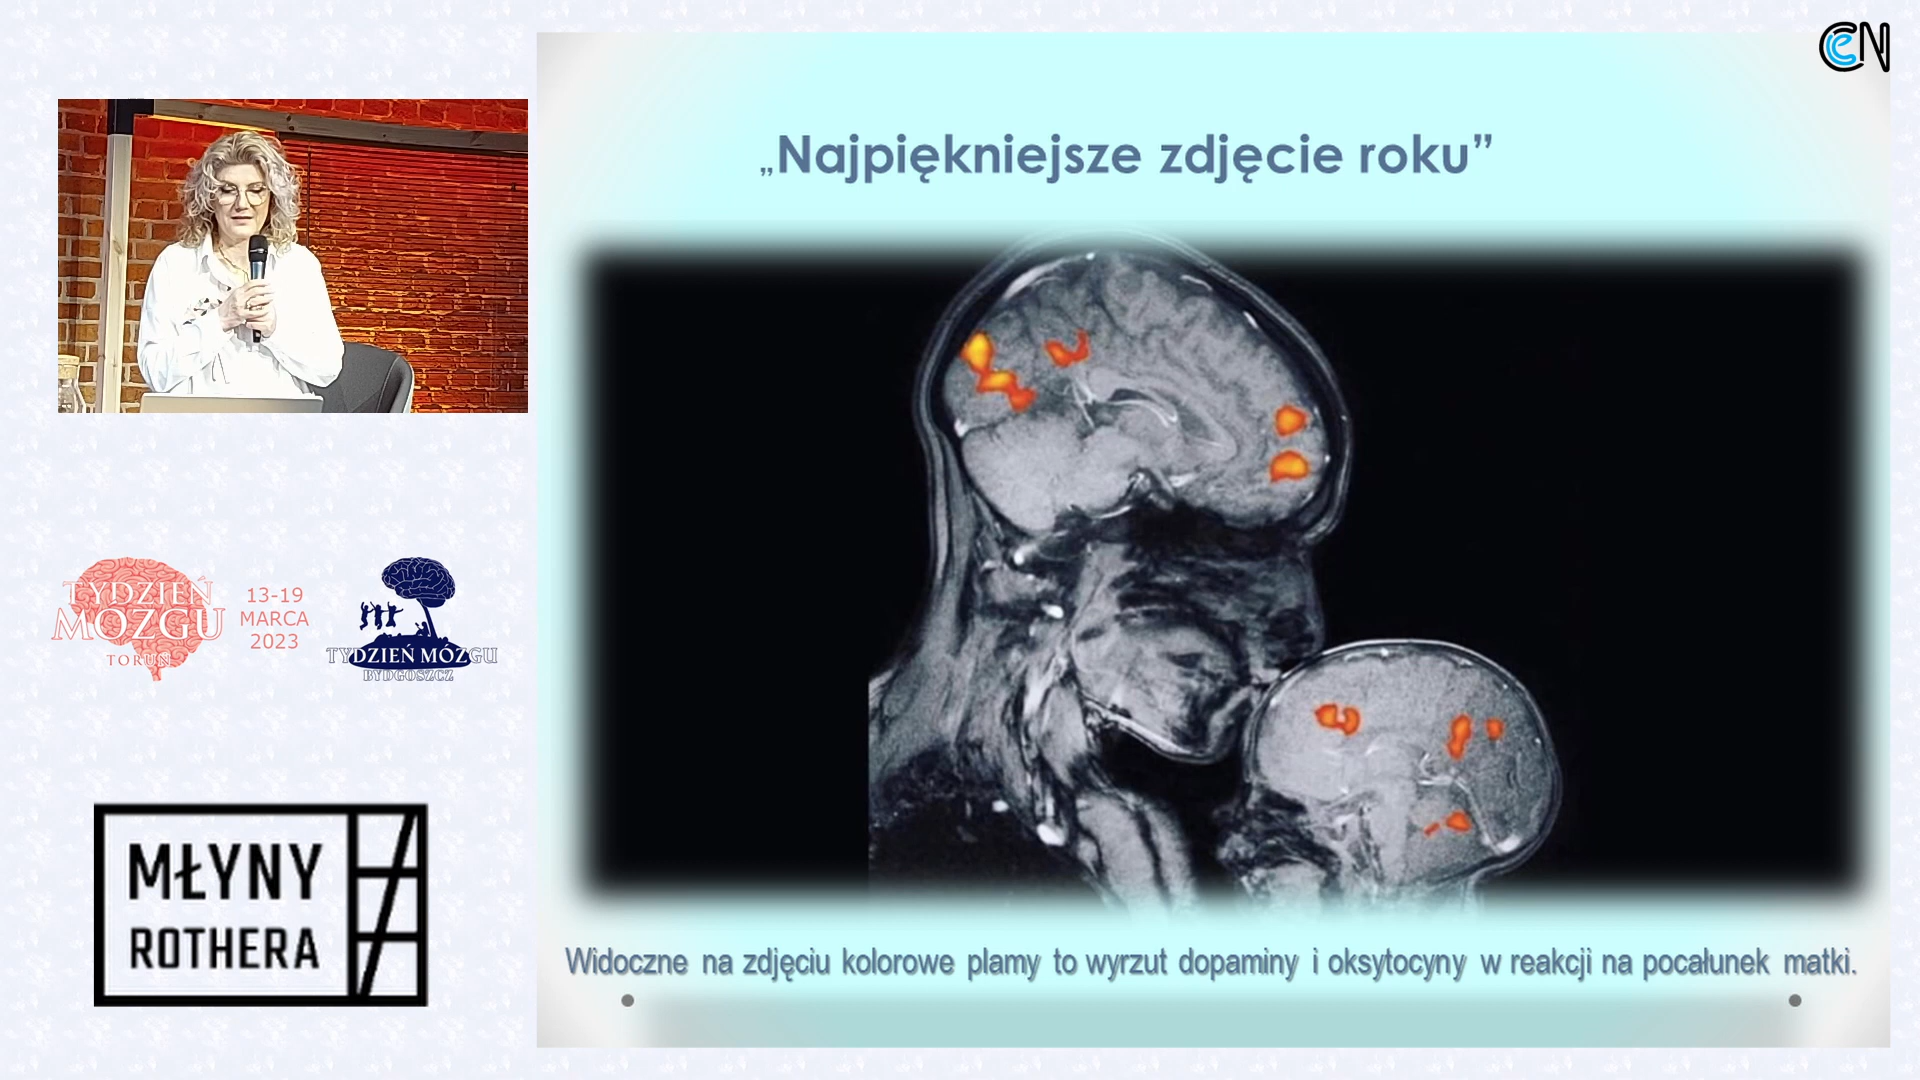 CeN
„Najpiękniejsze zdjęcie roku”
TYDZIEŃ
MÓZGU
TORUŃ
13-19
MARCA
2023
TYDZIEŃ MÓZGU
BYDGOSZCZ
MŁYNY
ROTHERA
Widoczne na zdjęciu kolorowe plamy to wyrzut dopaminy i oksytocyny w reakcji na pocałunek matki.